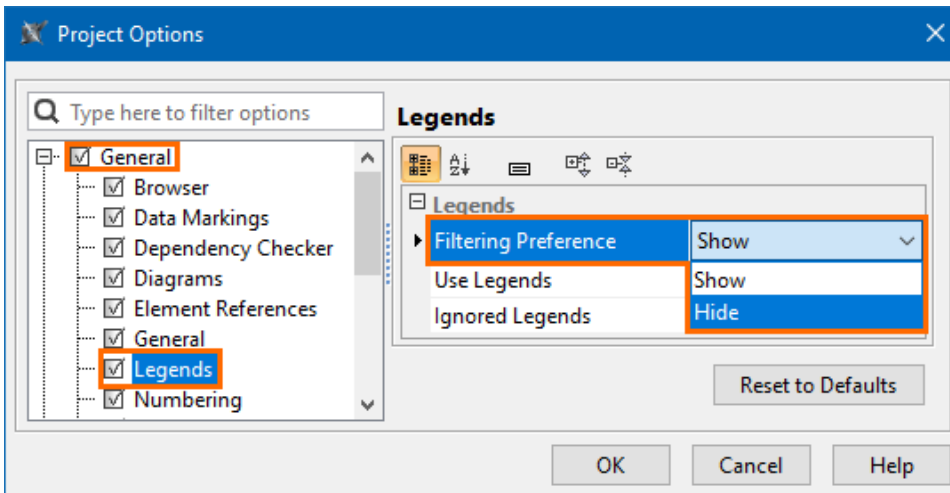 Project Options
Type here to filter options
General
Browser
Data Markings
Dependency Checker
Diagrams
Element References
General
Legends
Numbering
Legends
Legends
Filtering Preference Show
Use Legends Show
Ignored Legends Hide
Reset to Defaults
OK Cancel Help